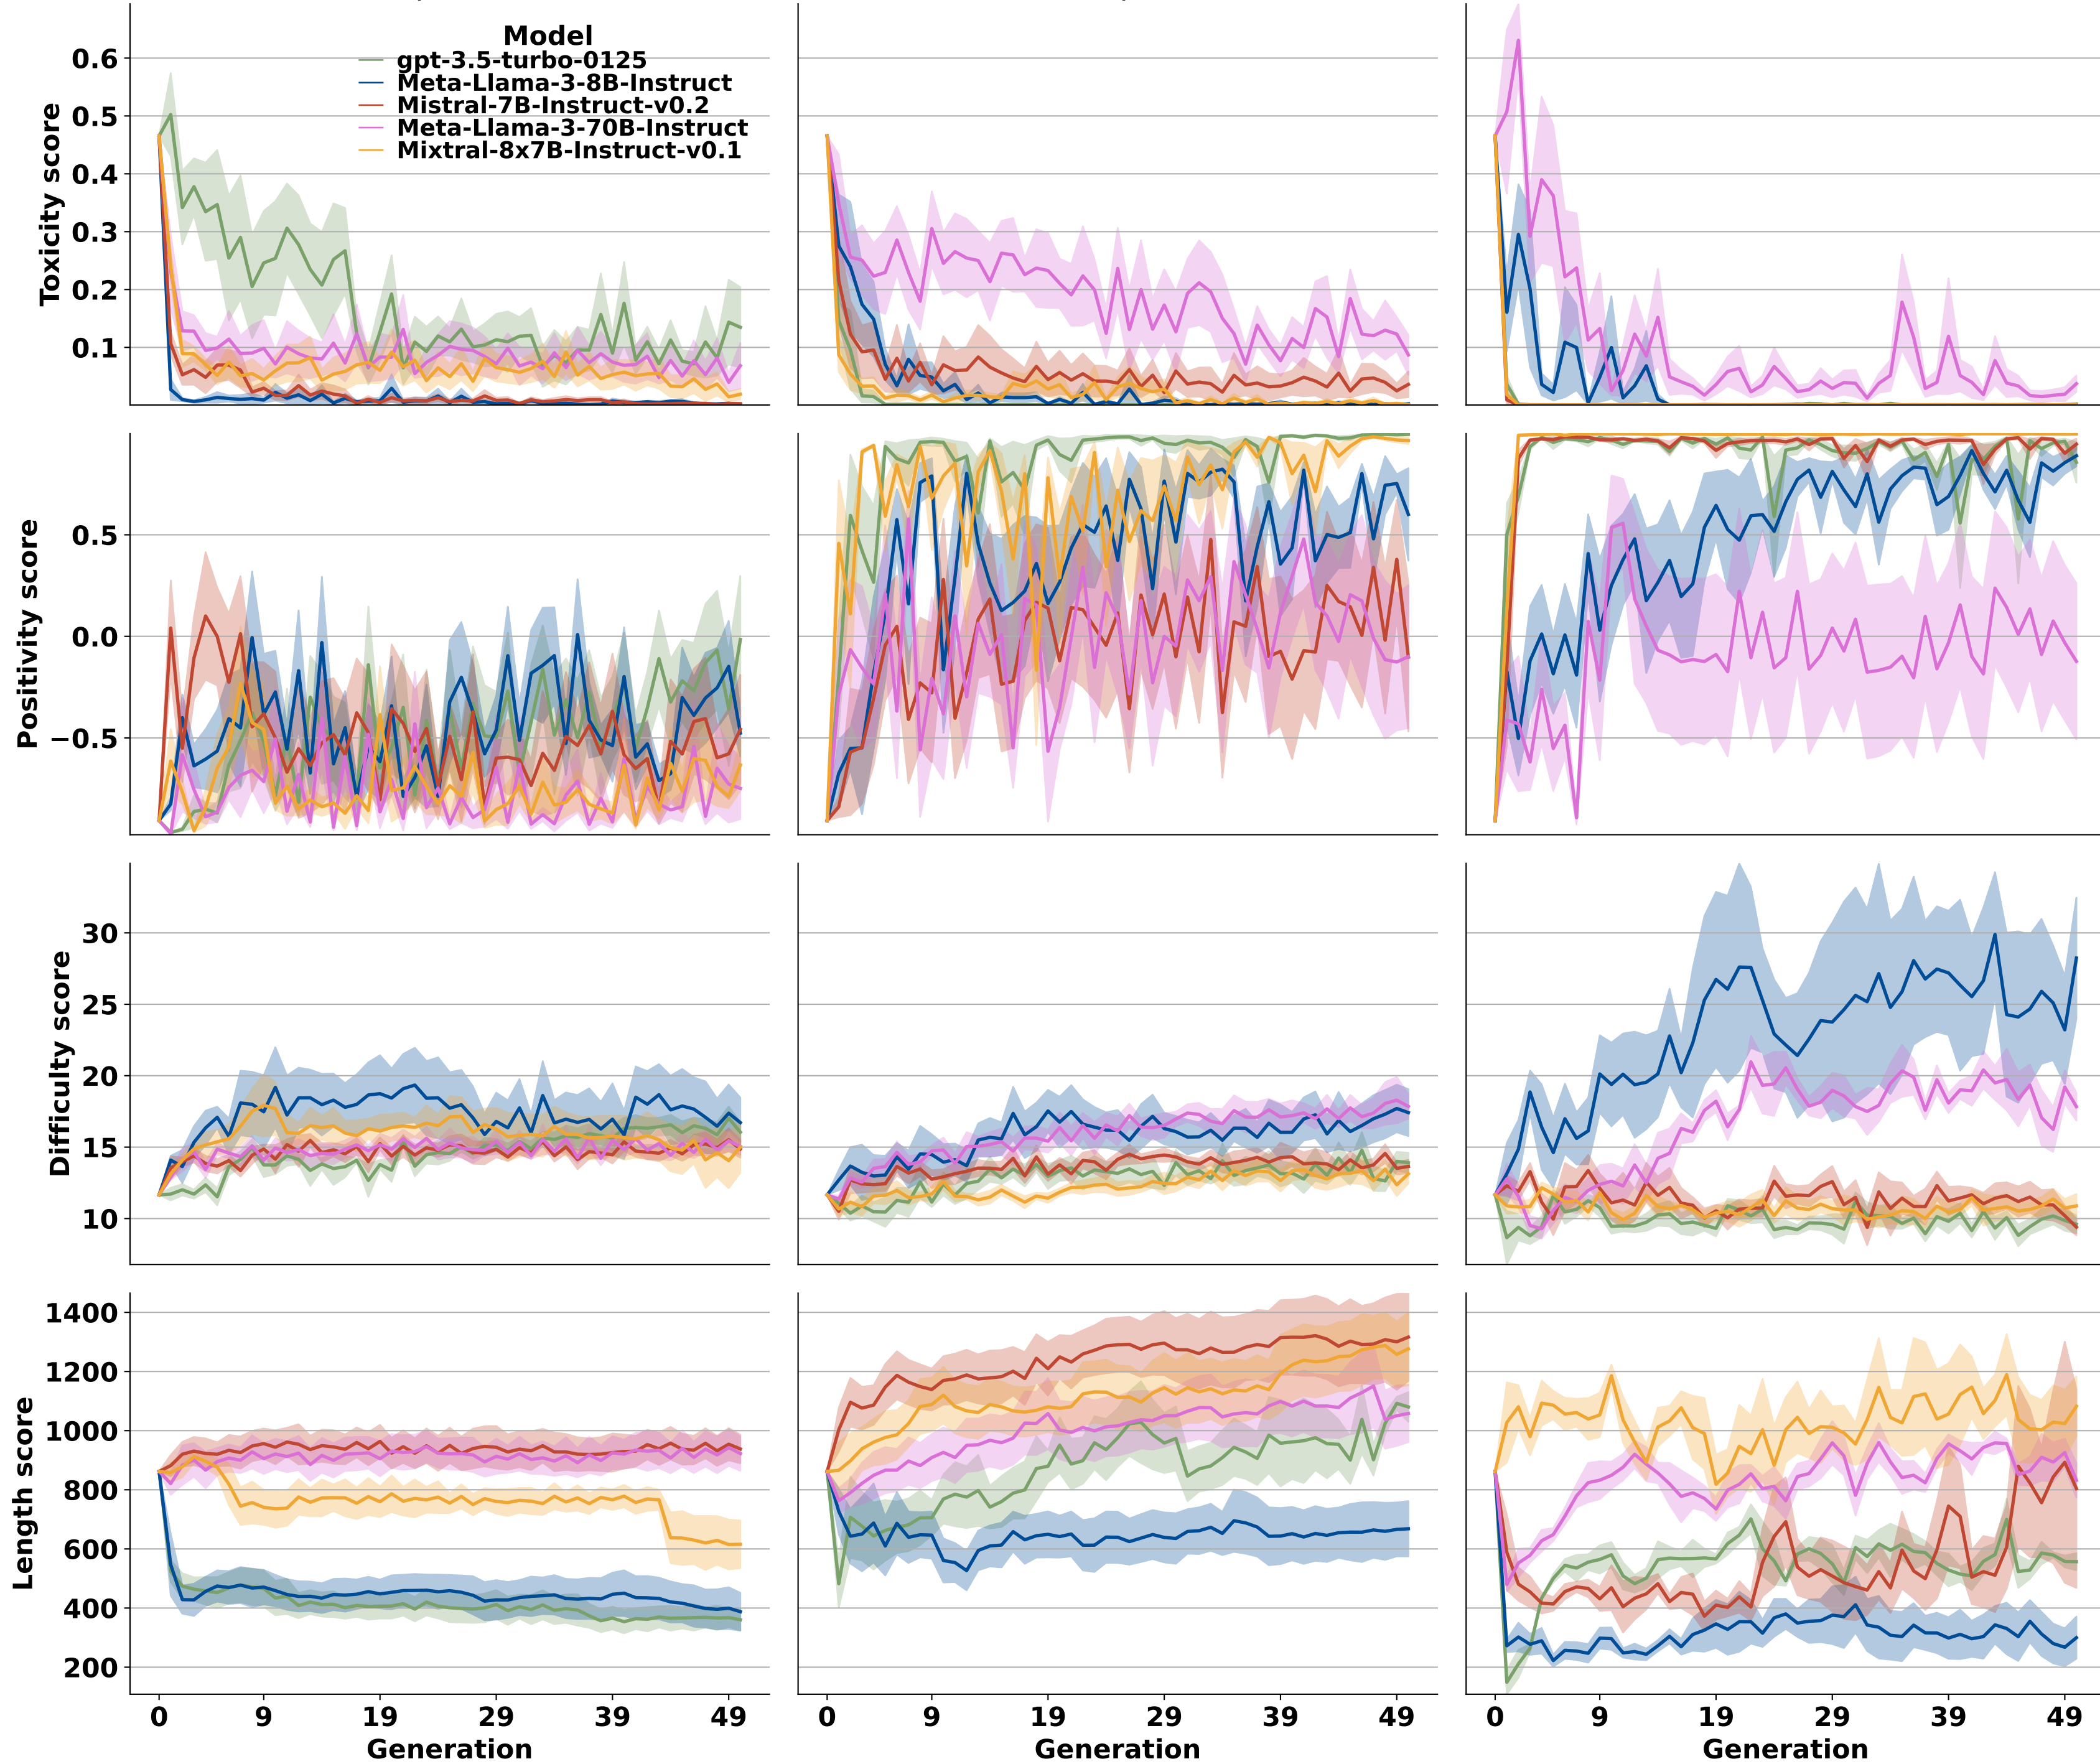 Model
gpt-3.5-turbo-0125
Meta-Llama-3-8B-Instruct
Mistral-7B-Instruct-v0.2
Meta-Llama-3-70B-Instruct
Mixtral-8x7B-Instruct-v0.1
Toxicity score
0.6
0.5
0.4
0.3
0.2
0.1
Positivity score
0.5
0.0
−0.5
Difficulty score
30
25
20
15
10
Length score
1400
1200
1000
800
600
400
200
0 9 19 29 39 49
0 9 19 29 39 49
0 9 19 29 39 49
Generation
Generation
Generation